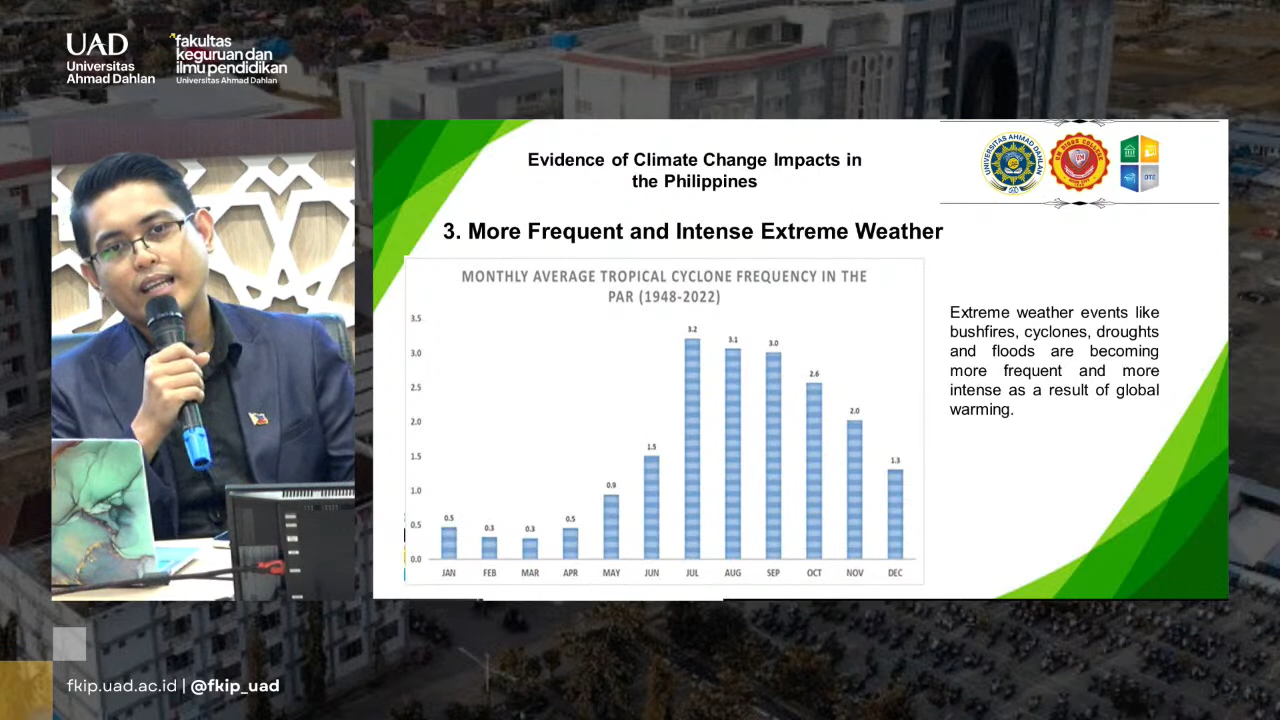 UAD
Universitas
Ahmad Dahlan
fakultas
keguruan dan
ilmu pendidikan
Universitas Ahmad Dahlan
Evidence of Climate Change Impacts in
the Philippines
UNIVERSITAS AHMAD DAHLAN
OTE
3. More Frequent and Intense Extreme Weather
MONTHLY AVERAGE TROPICAL CYCLONE FREQUENCY IN THE
PAR (1948-2022)
3.5
3.0
2.5
2.0
1.5
1.0
0.5
0.0
0.5
0.3
0.3
0.5
0.9
1.5
3.2
3.1
3.0
2.6
2.0
1.3
JAN FEB MAR APR MAY JUN JUL AUG SEP OCT NOV DEC
Extreme weather events like
bushfires, cyclones, droughts
and floods are becoming
more frequent and more
intense as a result of global
warming.
fkip.uad.ac.id | @fkip_uad